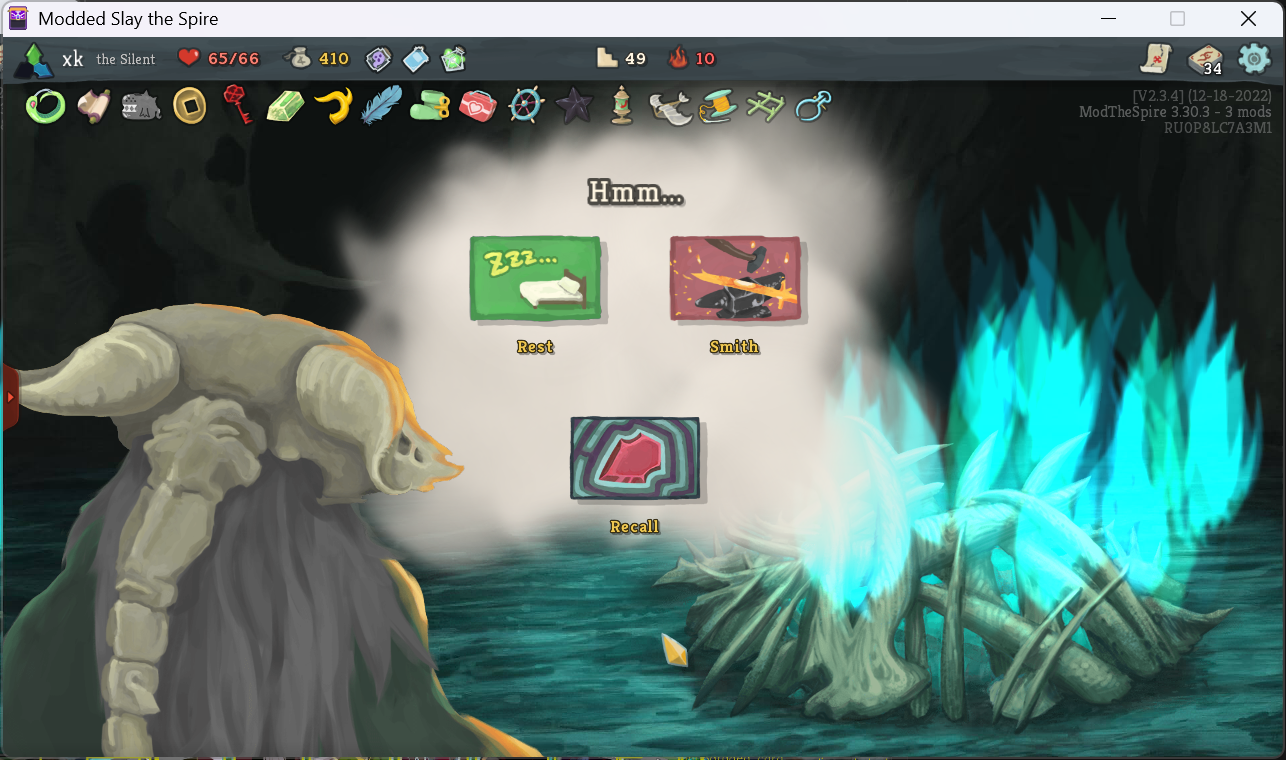 Modded Slay the Spire
xk the Silent 65/66 410 49 10 34
[V2.3.4] (12-18-2022)
ModTheSpire 3.30.3 - 3 mods
RU0P8LC7A3M1
Hmm...
ZZZ...
Rest
Smith
Recall